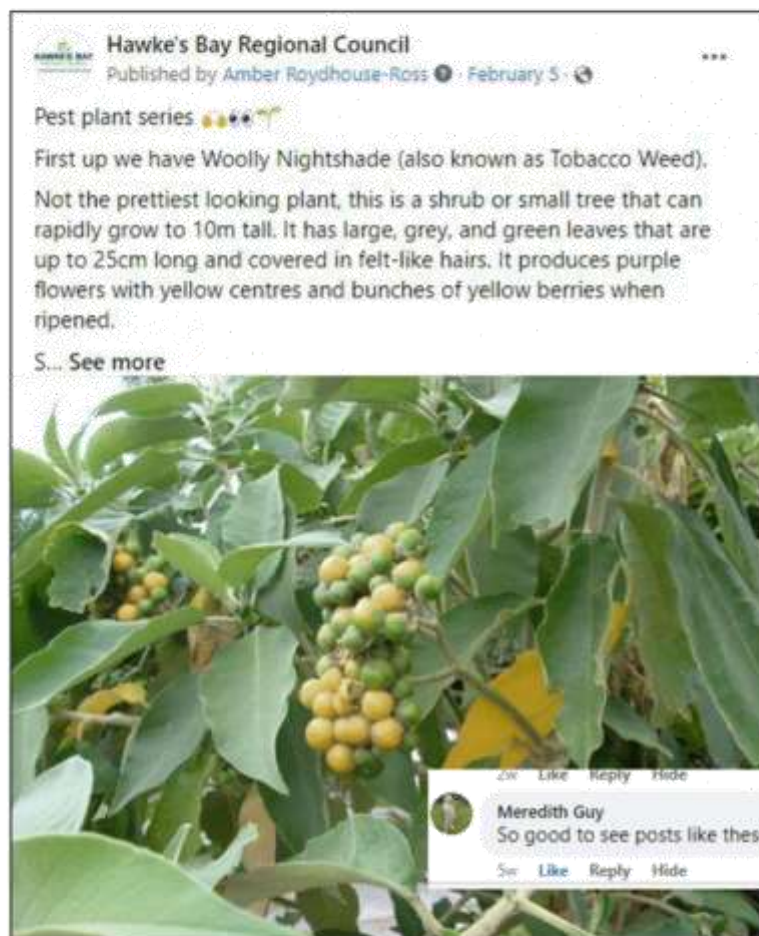 Hawke's Bay Regional Council
Published by Amber Roydhouse-Ross · February 5 ·
HAWKE'S BAY
Pest plant series
First up we have Woolly Nightshade (also known as Tobacco Weed).
Not the prettiest looking plant, this is a shrub or small tree that can
rapidly grow to 10m tall. It has large, grey, and green leaves that are
up to 25cm long and covered in felt-like hairs. It produces purple
flowers with yellow centres and bunches of yellow berries when
ripened.
S... See more
2w Like Reply Hide
Meredith Guy
So good to see posts like thes
5w Like Reply Hide